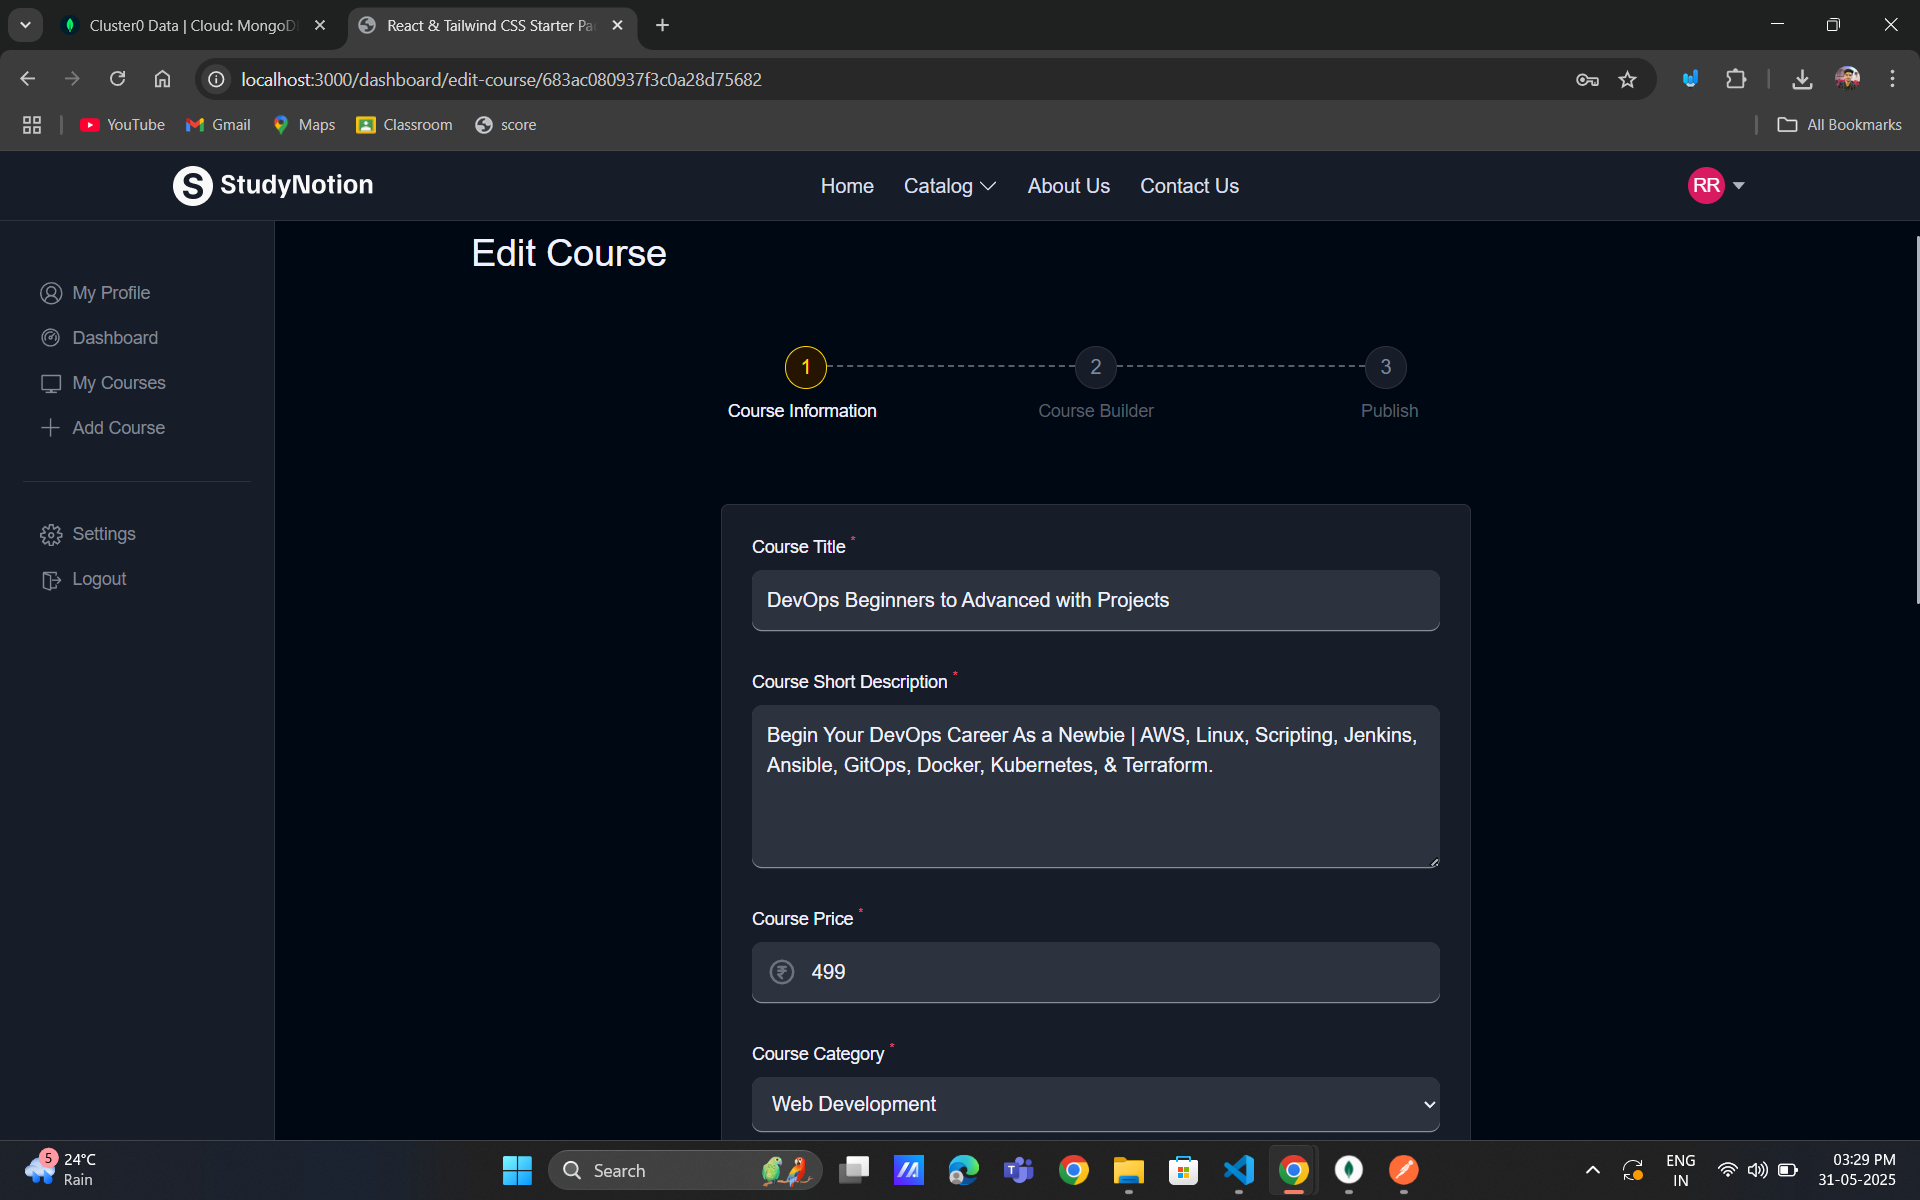 Cluster0 Data | Cloud: MongoD
React & Tailwind CSS Starter Pa
localhost:3000/dashboard/edit-course/683ac080937f3c0a28d75682
YouTube
Gmail
Maps
Classroom
score
All Bookmarks
S StudyNotion
Home
Catalog
About Us
Contact Us
RR
My Profile
Dashboard
My Courses
Add Course
Settings
Logout
Edit Course
1
2
3
Course Information
Course Builder
Publish
Course Title *
DevOps Beginners to Advanced with Projects
Course Short Description *
Begin Your DevOps Career As a Newbie | AWS, Linux, Scripting, Jenkins,
Ansible, GitOps, Docker, Kubernetes, & Terraform.
Course Price *
₹ 499
Course Category *
Web Development
5
24°C
Rain
Search
ENG
IN
03:29 PM
31-05-2025